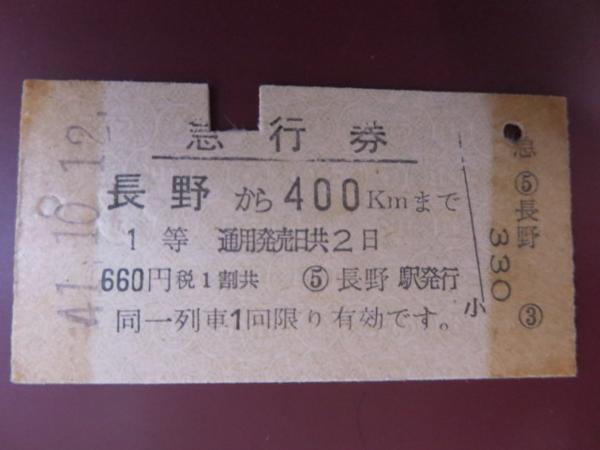 急行券
長野から400Kmまで
1等 通用発売日共2日
660円 税1割共 ⑤長野駅発行
同一列車1回限り有効です。
小
急
⑤
長野
330
③
41.10.12.